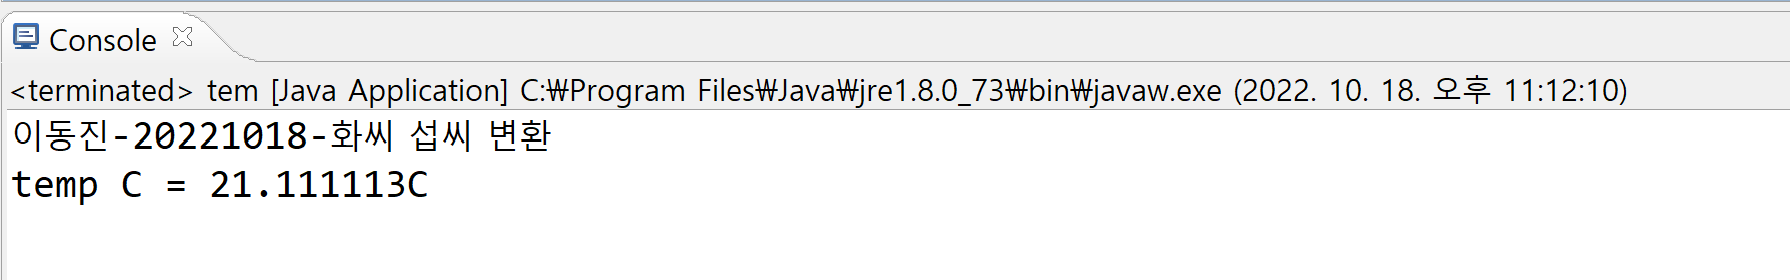 Console
<terminated> tem [Java Application] C:₩Program Files₩Java₩jre1.8.0_73₩bin₩javaw.exe (2022. 10. 18. 오후 11:12:10)
이동진-20221018-화씨 섭씨 변환
temp C = 21.111113C